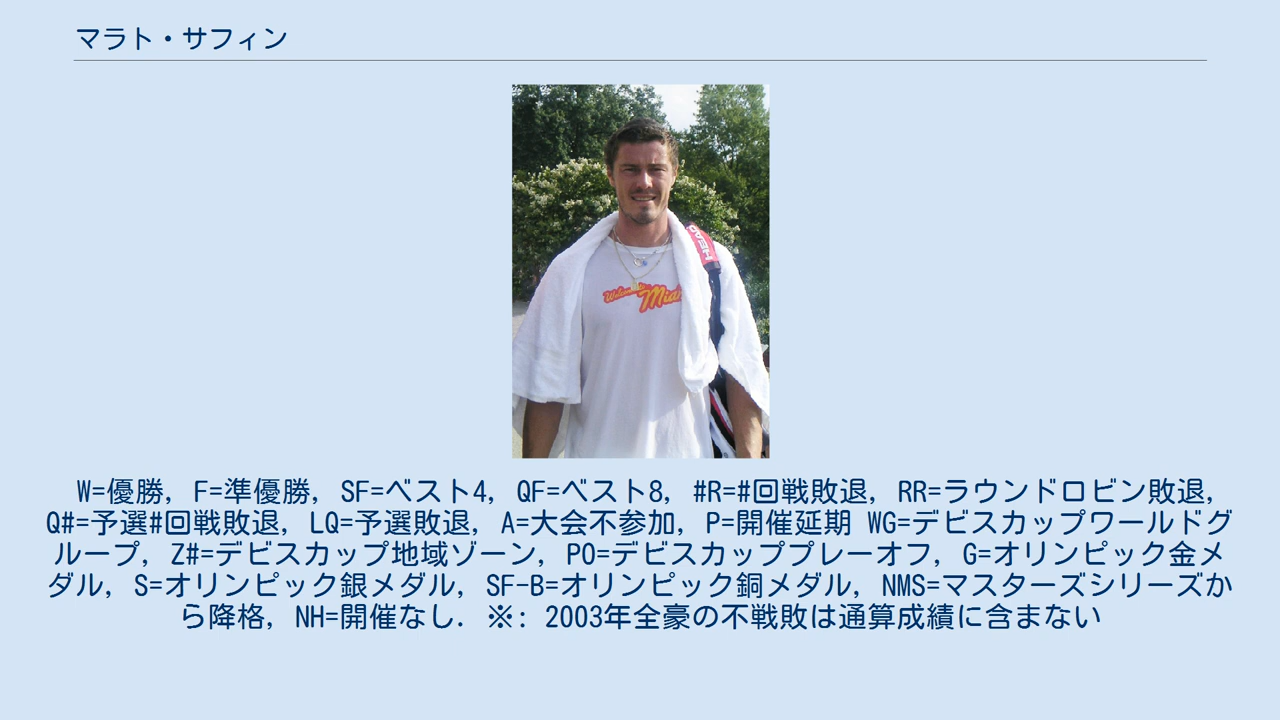 マラト・サフィン
HEAD
W=優勝, F=準優勝, SF=ベスト4, QF=ベスト8, #R=#回戦敗退, RR=ラウンドロビン敗退,
Q#=予選#回戦敗退, LQ=予選敗退, A=大会不参加, P=開催延期 WG=デビスカップワールドグ
ループ, Z#=デビスカップ地域ゾーン, PO=デビスカッププレーオフ, G=オリンピック金メ
ダル, S=オリンピック銀メダル, SF-B=オリンピック銅メダル, NMS=マスターズシリーズか
ら降格, NH=開催なし. ※: 2003年全豪の不戦敗は通算成績に含まない